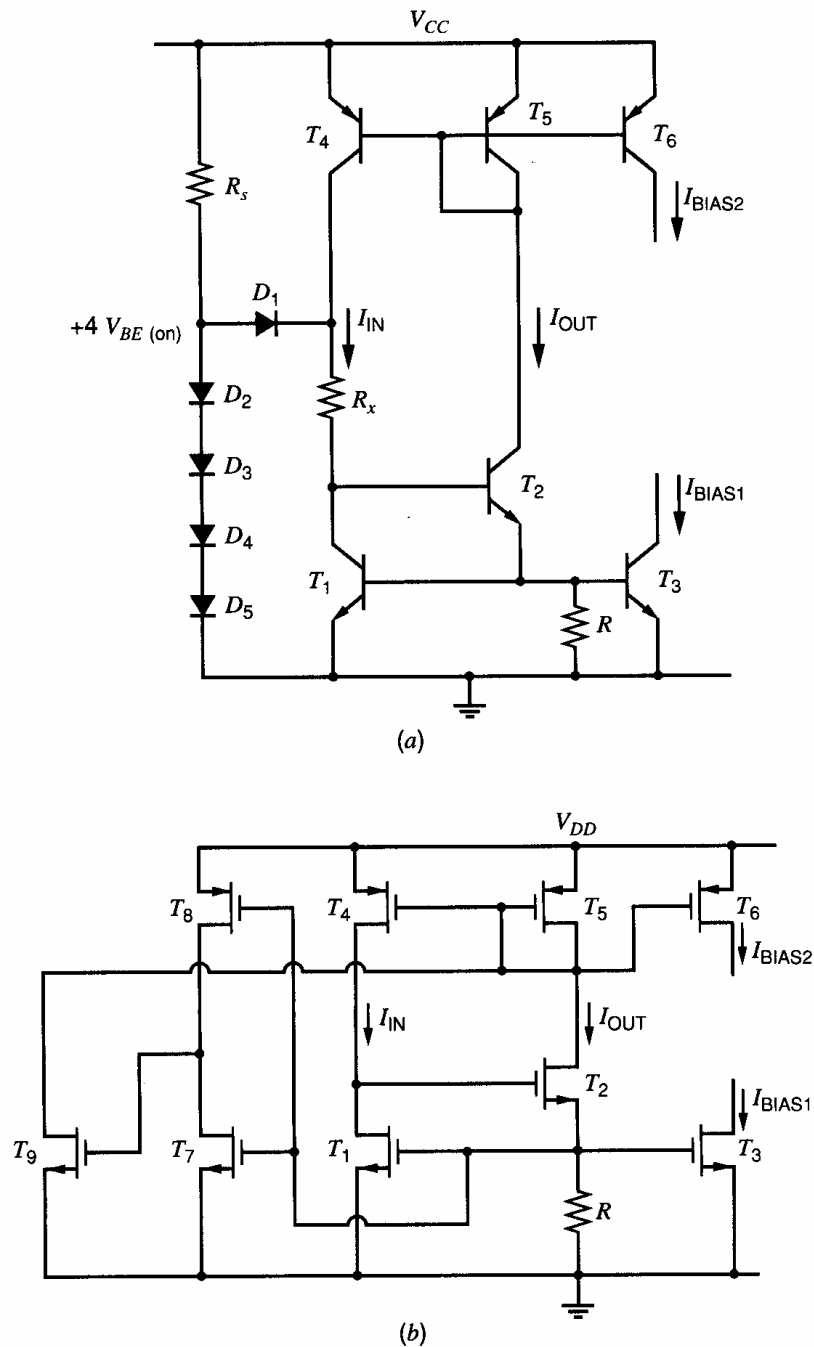 V_CC
T_4
T_5
T_6
R_s
I_BIAS2
D_1
+4 V_BE (on)
I_IN
I_OUT
D_2
R_x
D_3
T_2
I_BIAS1
D_4
T_1
T_3
D_5
R
(a)
V_DD
T_8
T_4
T_5
T_6
I_BIAS2
I_IN
I_OUT
T_2
I_BIAS1
T_9
T_7
T_1
T_3
R
(b)